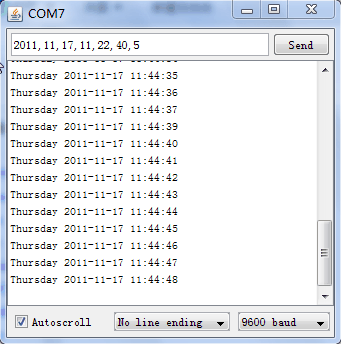 COM7
2011,11,17,11,22,40,5
Send
Thursday 2011-11-17 11:44:35
Thursday 2011-11-17 11:44:36
Thursday 2011-11-17 11:44:37
Thursday 2011-11-17 11:44:39
Thursday 2011-11-17 11:44:40
Thursday 2011-11-17 11:44:41
Thursday 2011-11-17 11:44:42
Thursday 2011-11-17 11:44:43
Thursday 2011-11-17 11:44:44
Thursday 2011-11-17 11:44:45
Thursday 2011-11-17 11:44:46
Thursday 2011-11-17 11:44:47
Thursday 2011-11-17 11:44:48
Autoscroll
No line ending
9600 baud